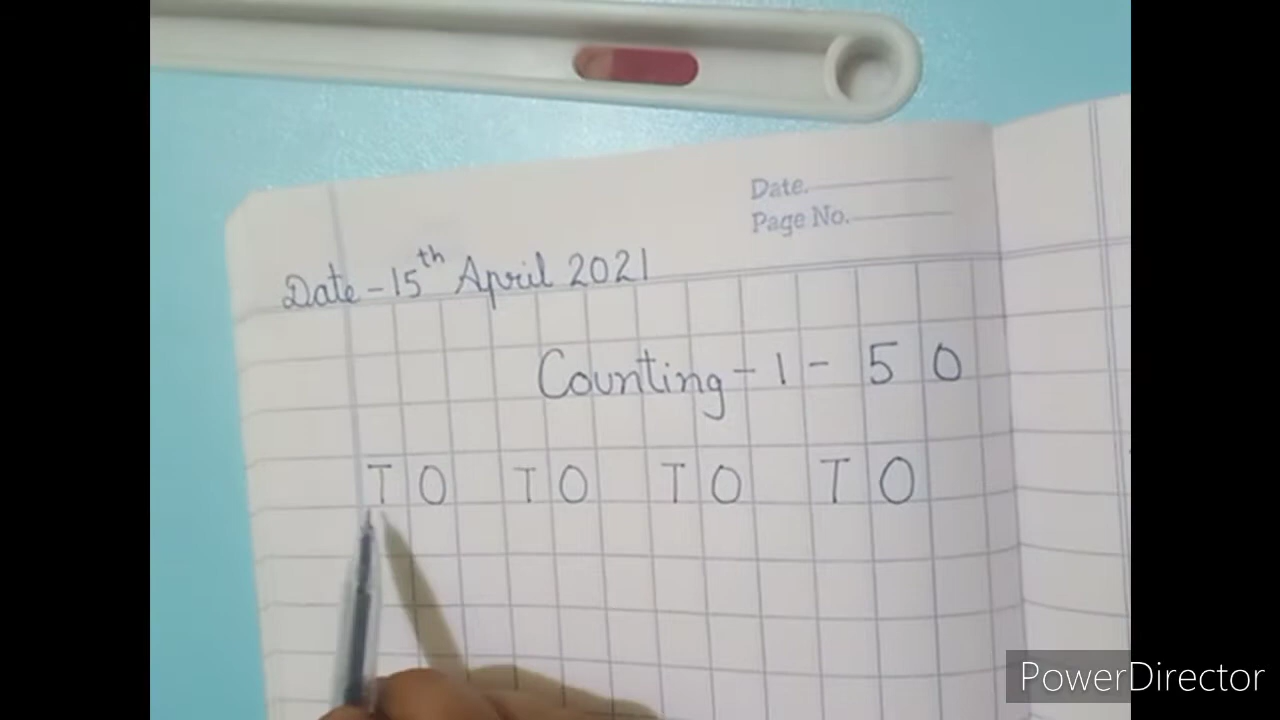 Date.
Page No.
Date - 15th April 2021
Counting - 1 - 50
T O T O T O T O
PowerDirector